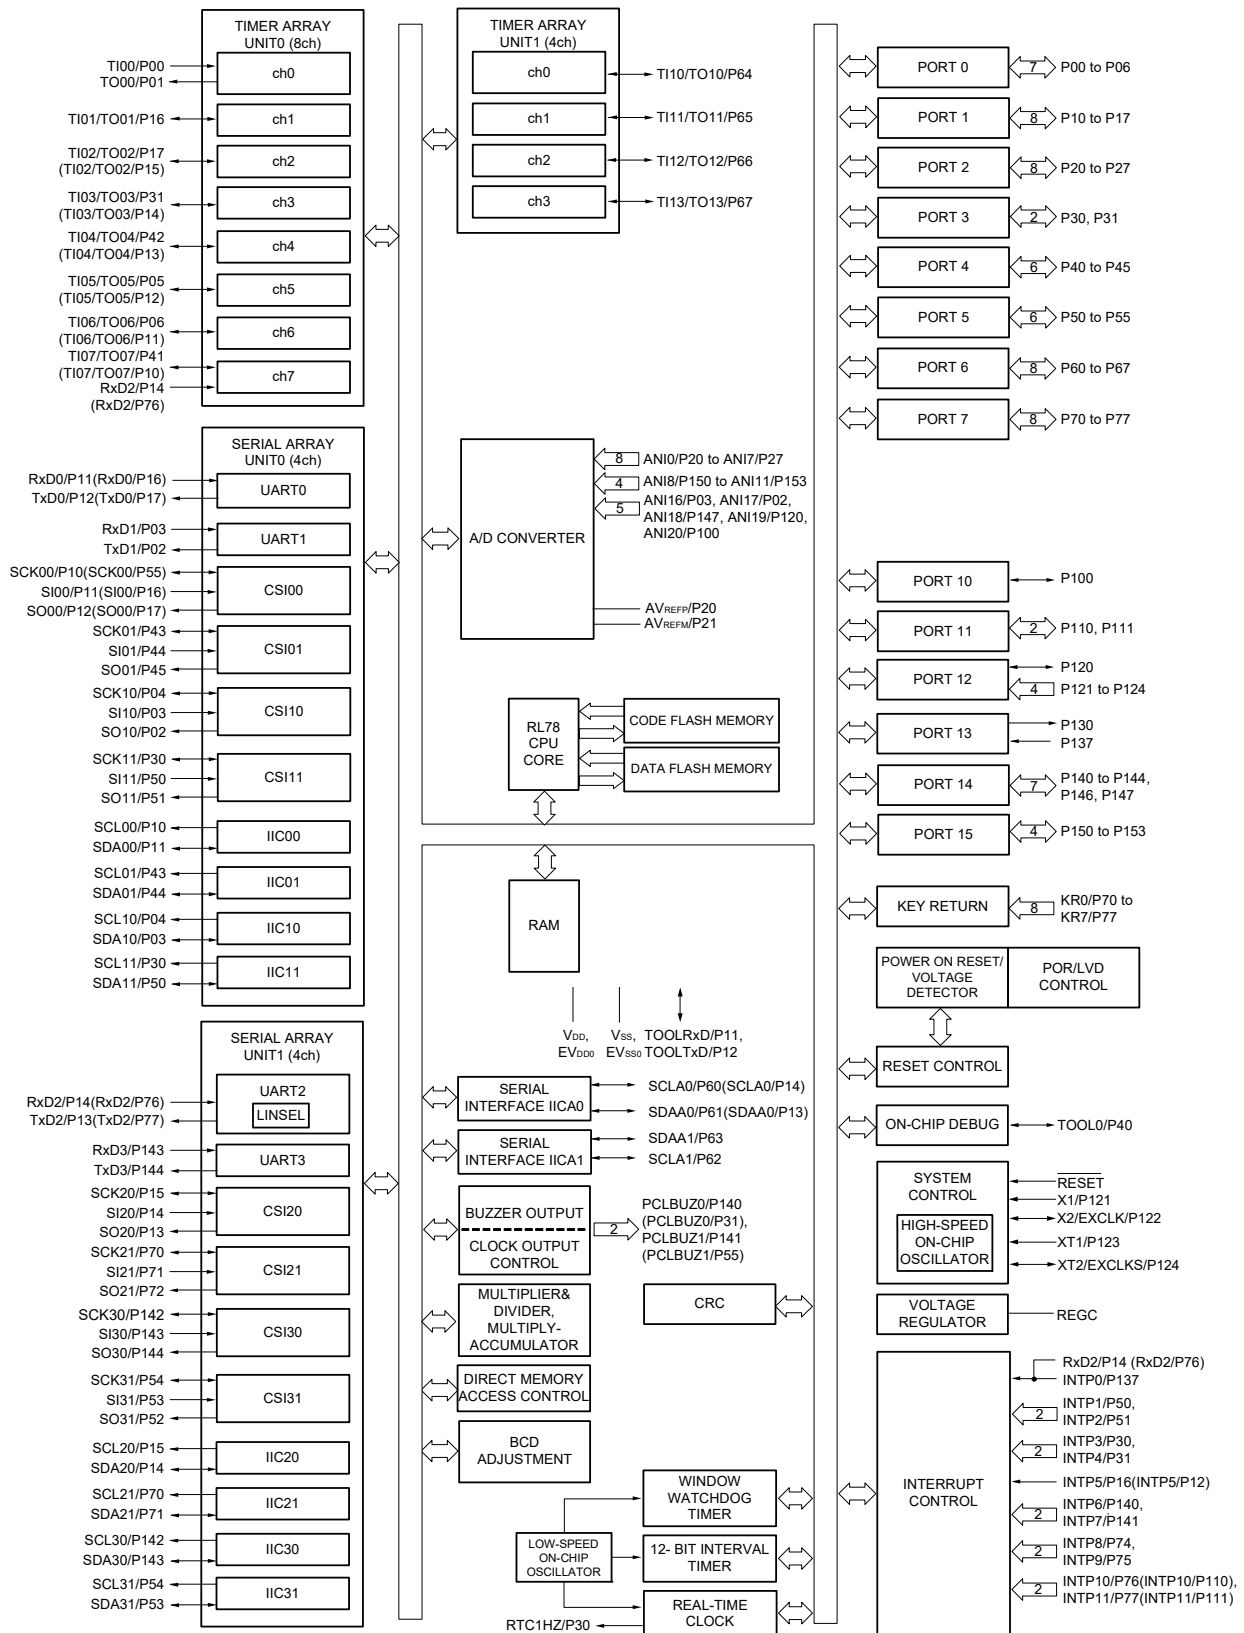 TIMER ARRAY
UNIT0 (8ch)
TI00/P00
TO00/P01
ch0
TI01/TO01/P16
ch1
TI02/TO02/P17
(TI02/TO02/P15)
ch2
TI03/TO03/P31
(TI03/TO03/P14)
ch3
TI04/TO04/P42
(TI04/TO04/P13)
ch4
TI05/TO05/P05
(TI05/TO05/P12)
ch5
TI06/TO06/P06
(TI06/TO06/P11)
ch6
TI07/TO07/P41
(TI07/TO07/P10)
RxD2/P14
(RxD2/P76)
ch7
SERIAL ARRAY
UNIT0 (4ch)
RxD0/P11(RxD0/P16)
TxD0/P12(TxD0/P17)
UART0
RxD1/P03
TxD1/P02
UART1
SCK00/P10(SCK00/P55)
SI00/P11(SI00/P16)
SO00/P12(SO00/P17)
CSI00
SCK01/P43
SI01/P44
SO01/P45
CSI01
SCK10/P04
SI10/P03
SO10/P02
CSI10
SCK11/P30
SI11/P50
SO11/P51
CSI11
SCL00/P10
SDA00/P11
IIC00
SCL01/P43
SDA01/P44
IIC01
SCL10/P04
SDA10/P03
IIC10
SCL11/P30
SDA11/P50
IIC11
SERIAL ARRAY
UNIT1 (4ch)
RxD2/P14(RxD2/P76)
TxD2/P13(TxD2/P77)
UART2
LINSEL
RxD3/P143
TxD3/P144
UART3
SCK20/P15
SI20/P14
SO20/P13
CSI20
SCK21/P70
SI21/P71
SO21/P72
CSI21
SCK30/P142
SI30/P143
SO30/P144
CSI30
SCK31/P54
SI31/P53
SO31/P52
CSI31
SCL20/P15
SDA20/P14
IIC20
SCL21/P70
SDA21/P71
IIC21
SCL30/P142
SDA30/P143
IIC30
SCL31/P54
SDA31/P53
IIC31
TIMER ARRAY
UNIT1 (4ch)
ch0
TI10/TO10/P64
ch1
TI11/TO11/P65
ch2
TI12/TO12/P66
ch3
TI13/TO13/P67
A/D CONVERTER
8 ANI0/P20 to ANI7/P27
4 ANI8/P150 to ANI11/P153
5 ANI16/P03, ANI17/P02,
ANI18/P147, ANI19/P120,
ANI20/P100
AVREFP/P20
AVREFM/P21
RL78
CPU
CORE
CODE FLASH MEMORY
DATA FLASH MEMORY
RAM
VDD,
EVDD0
VSS,
EVSS0
TOOLRxD/P11,
TOOLTxD/P12
SERIAL
INTERFACE IICA0
SCLA0/P60(SCLA0/P14)
SDAA0/P61(SDAA0/P13)
SERIAL
INTERFACE IICA1
SDAA1/P63
SCLA1/P62
BUZZER OUTPUT
CLOCK OUTPUT
CONTROL
2
PCLBUZ0/P140
(PCLBUZ0/P31),
PCLBUZ1/P141
(PCLBUZ1/P55)
MULTIPLIER&
DIVIDER,
MULTIPLY-
ACCUMULATOR
CRC
DIRECT MEMORY
ACCESS CONTROL
BCD
ADJUSTMENT
WINDOW
WATCHDOG
TIMER
LOW-SPEED
ON-CHIP
OSCILLATOR
12- BIT INTERVAL
TIMER
RTC1HZ/P30
REAL-TIME
CLOCK
PORT 0
7 P00 to P06
PORT 1
8 P10 to P17
PORT 2
8 P20 to P27
PORT 3
2 P30, P31
PORT 4
6 P40 to P45
PORT 5
6 P50 to P55
PORT 6
8 P60 to P67
PORT 7
8 P70 to P77
PORT 10
P100
PORT 11
2 P110, P111
PORT 12
P120
4 P121 to P124
PORT 13
P130
P137
PORT 14
7 P140 to P144,
P146, P147
PORT 15
4 P150 to P153
KEY RETURN
8 KR0/P70 to
KR7/P77
POWER ON RESET/
VOLTAGE
DETECTOR
POR/LVD
CONTROL
RESET CONTROL
ON-CHIP DEBUG
TOOL0/P40
SYSTEM
CONTROL
HIGH-SPEED
ON-CHIP
OSCILLATOR
RESET
X1/P121
X2/EXCLK/P122
XT1/P123
XT2/EXCLKS/P124
VOLTAGE
REGULATOR
REGC
INTERRUPT
CONTROL
RxD2/P14 (RxD2/P76)
INTP0/P137
2 INTP1/P50,
INTP2/P51
2 INTP3/P30,
INTP4/P31
INTP5/P16(INTP5/P12)
2 INTP6/P140,
INTP7/P141
2 INTP8/P74,
INTP9/P75
2 INTP10/P76(INTP10/P110),
INTP11/P77(INTP11/P111)